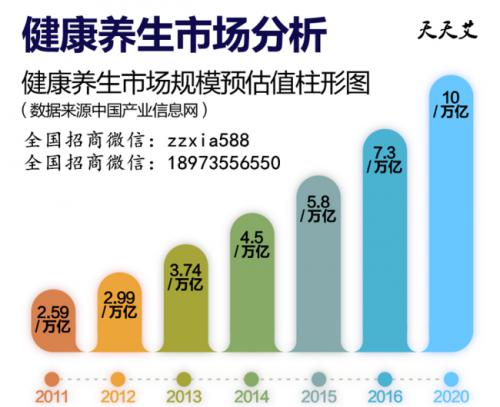 健康养生市场分析
天天艾
健康养生市场规模预估值柱形图
（数据来源中国产业信息网）
全国招商微信：zzxia588
全国招商微信：18973556550
2.59
/万亿
2.99
/万亿
3.74
/万亿
4.5
/万亿
5.8
/万亿
7.3
/万亿
10
/万亿
2011
2012
2013
2014
2015
2016
2020